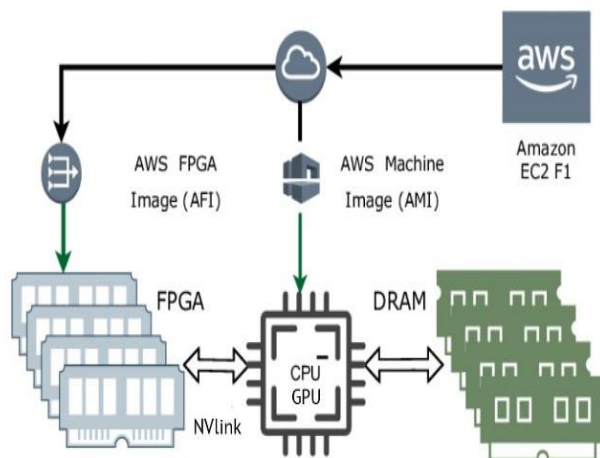 aws
Amazon
EC2 F1
AWS FPGA
Image (AFI)
AWS Machine
Image (AMI)
FPGA
DRAM
CPU
GPU
NVlink